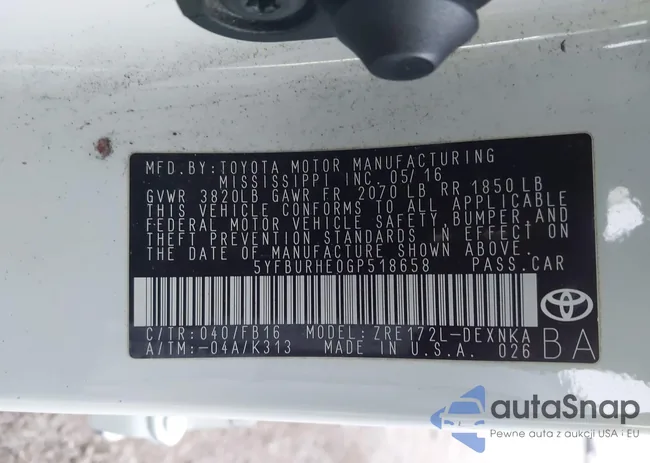 MFD.BY:TOYOTA MOTOR MANUFACTURING
MISSISSIPPI INC. 05/16
GVWR 3820LB GAWR FR 2070 LB RR 1850 LB
THIS VEHICLE CONFORMS TO ALL APPLICABLE
FEDERAL MOTOR VEHICLE SAFETY, BUMPER, AND
THEFT PREVENTION STANDARDS IN EFFECT ON
THE DATE OF MANUFACTURE SHOWN ABOVE.
5YFBURHE0GP518658 PASS.CAR
C/TR:040/FB16 MODEL: ZRE172L-DEXNKA
A/TM:-04A/K313 MADE IN U.S.A. 026
BA
autaSnap
Pewne auta z aukcji USA i EU